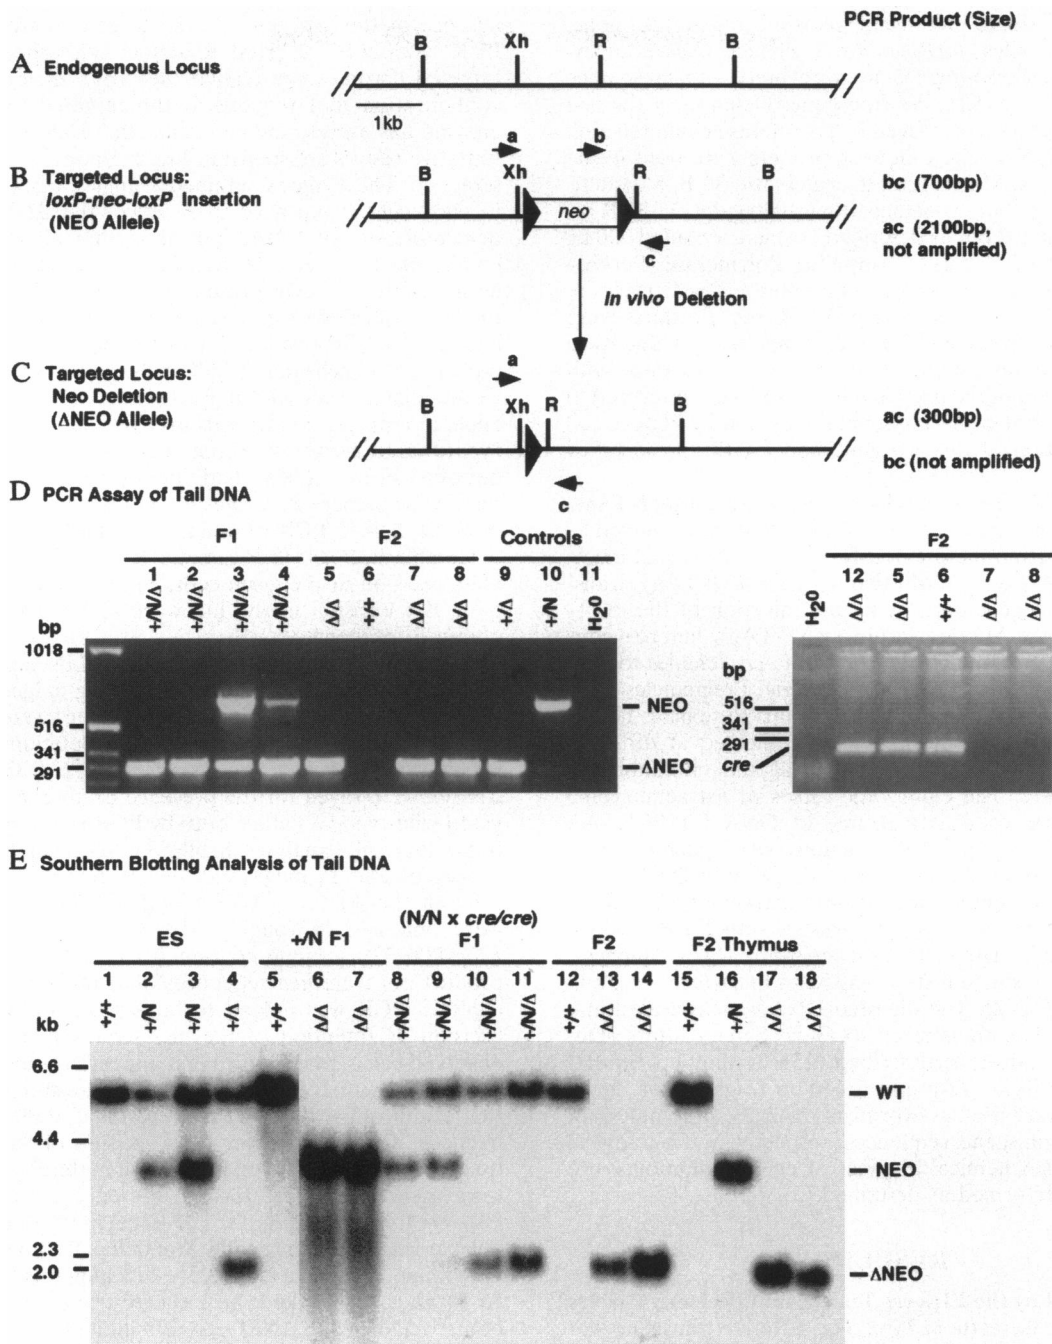 PCR Product (Size)
A Endogenous Locus
B Xh R B
1kb
a b
B Targeted Locus:
loxP-neo-loxP Insertion
(NEO Allele)
B Xh neo R B
c
bc (700bp)
ac (2100bp,
not amplified)
In vivo Deletion
C Targeted Locus:
Neo Deletion
(ΔNEO Allele)
a
B Xh R B
c
ac (300bp)
bc (not amplified)
D PCR Assay of Tail DNA
F1 F2 Controls
1 2 3 4 5 6 7 8 9 10 11
+/N/Δ +/N/Δ +/N/Δ +/N/Δ Δ/Δ +/+ Δ/Δ Δ/Δ +/Δ +/N H20
bp
1018
516
341
291
NEO
ΔNEO
F2
12 5 6 7 8
H20 Δ/Δ Δ/Δ +/+ Δ/Δ Δ/Δ
bp
516
341
291
cre
E Southern Blotting Analysis of Tail DNA
(N/N x cre/cre)
ES +/N F1 F1 F2 F2 Thymus
1 2 3 4 5 6 7 8 9 10 11 12 13 14 15 16 17 18
+/+ +/N +/N +/Δ +/+ Δ/Δ Δ/Δ +/N/Δ +/N/Δ +/N/Δ +/N/Δ +/+ Δ/Δ Δ/Δ +/+ +/N Δ/Δ Δ/Δ
kb
6.6
4.4
2.3
2.0
WT
NEO
ΔNEO